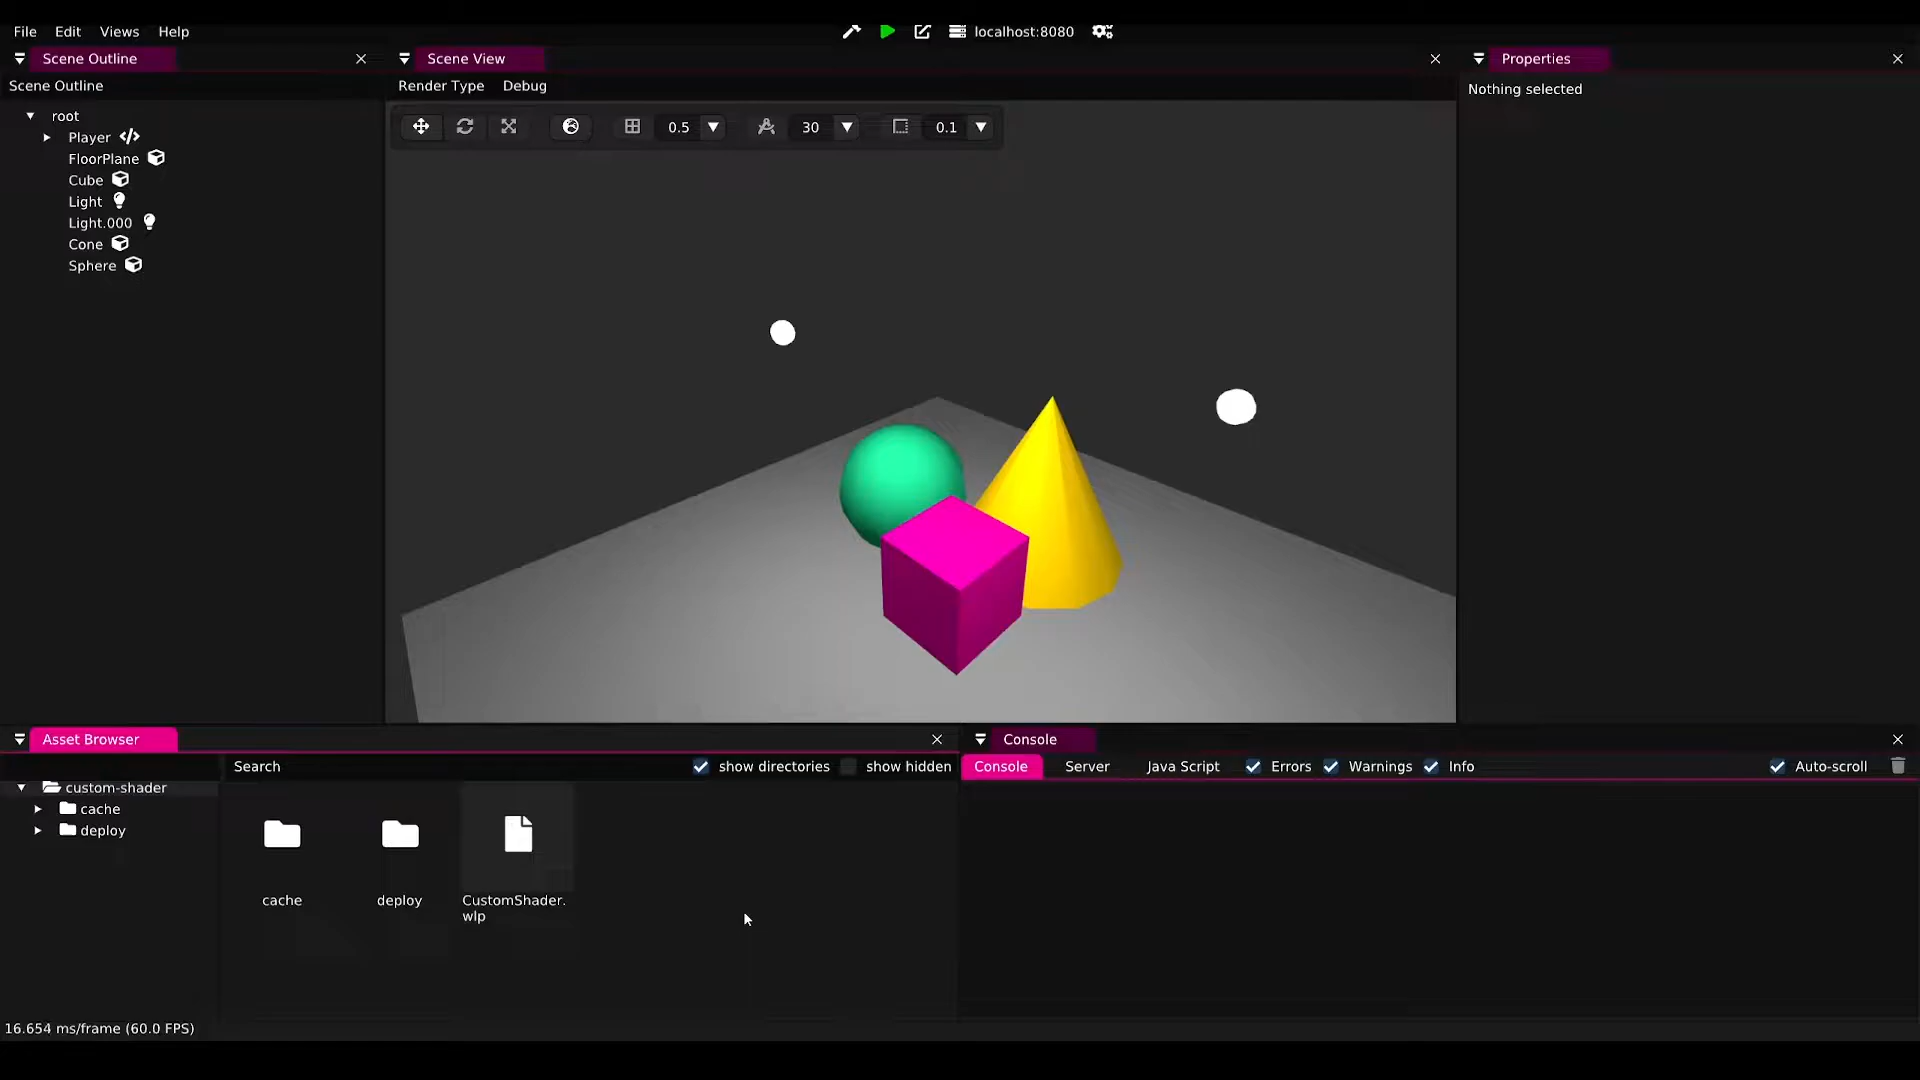 File Edit Views Help localhost:8080
Scene Outline
Scene Outline
root
Player
FloorPlane
Cube
Light
Light.000
Cone
Sphere
Scene View
Render Type Debug
0.5 30 0.1
Properties
Nothing selected
Asset Browser
Search show directories show hidden
custom-shader
cache
deploy
cache
deploy
CustomShader.
wlp
Console
Console Server Java Script Errors Warnings Info Auto-scroll
16.654 ms/frame (60.0 FPS)